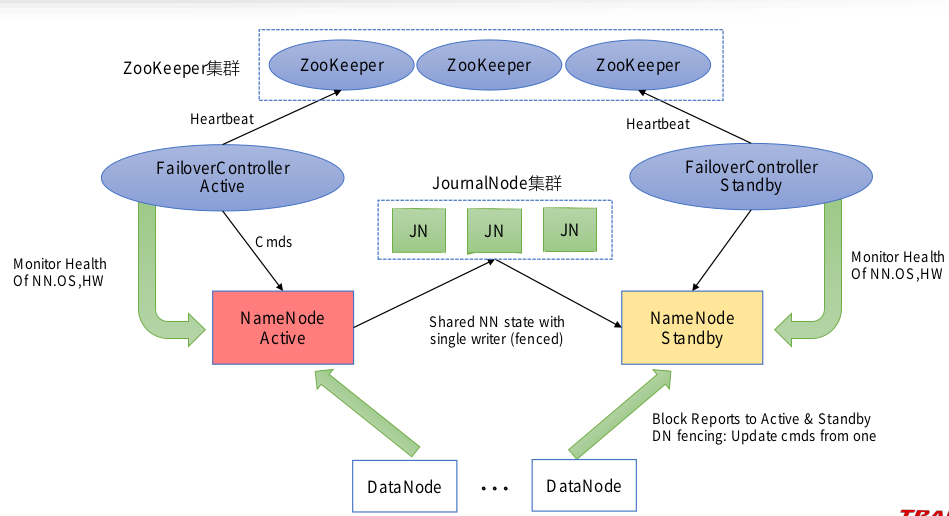 ZooKeeper集群
ZooKeeper
ZooKeeper
ZooKeeper
Heartbeat
Heartbeat
FailoverController
Active
FailoverController
Standby
JournalNode集群
JN
JN
JN
Cmds
Monitor Health
Of NN.OS,HW
Monitor Health
Of NN.OS,HW
NameNode
Active
Shared NN state with
single writer (fenced)
NameNode
Standby
Block Reports to Active & Standby
DN fencing: Update cmds from one
DataNode
...
DataNode